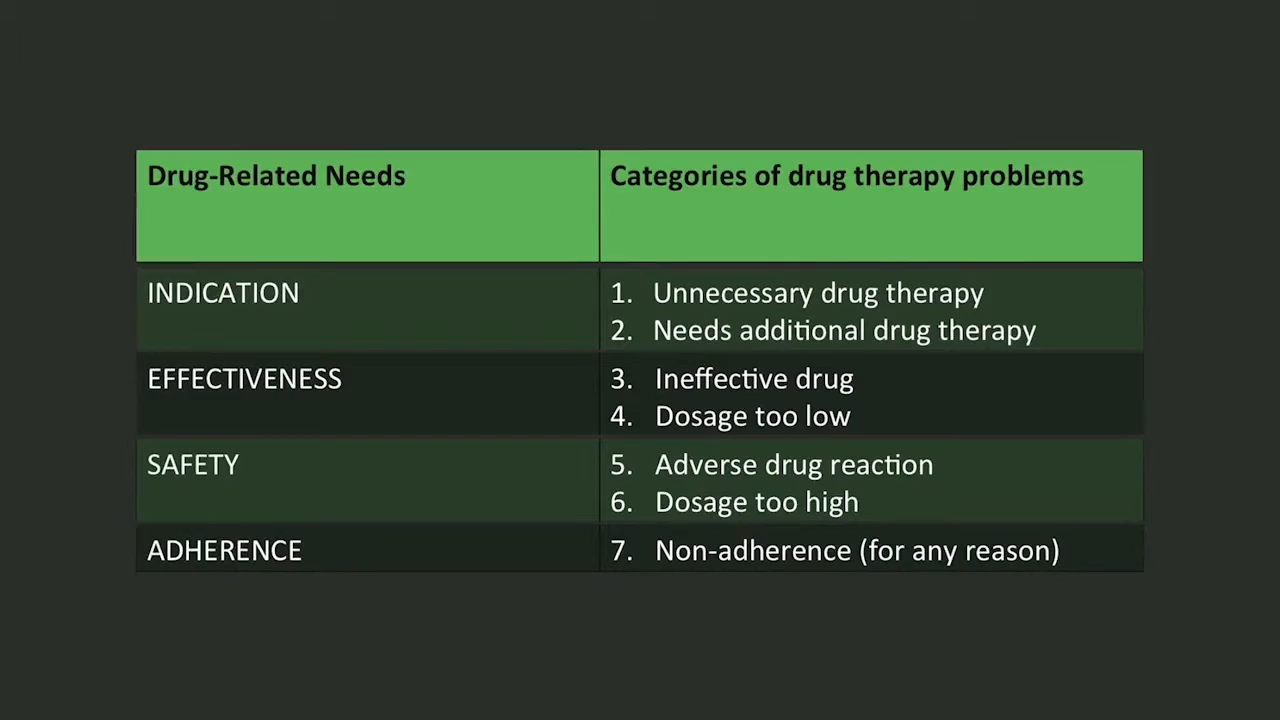 Drug-Related Needs
Categories of drug therapy problems
INDICATION
1. Unnecessary drug therapy
2. Needs additional drug therapy
EFFECTIVENESS
3. Ineffective drug
4. Dosage too low
SAFETY
5. Adverse drug reaction
6. Dosage too high
ADHERENCE
7. Non-adherence (for any reason)